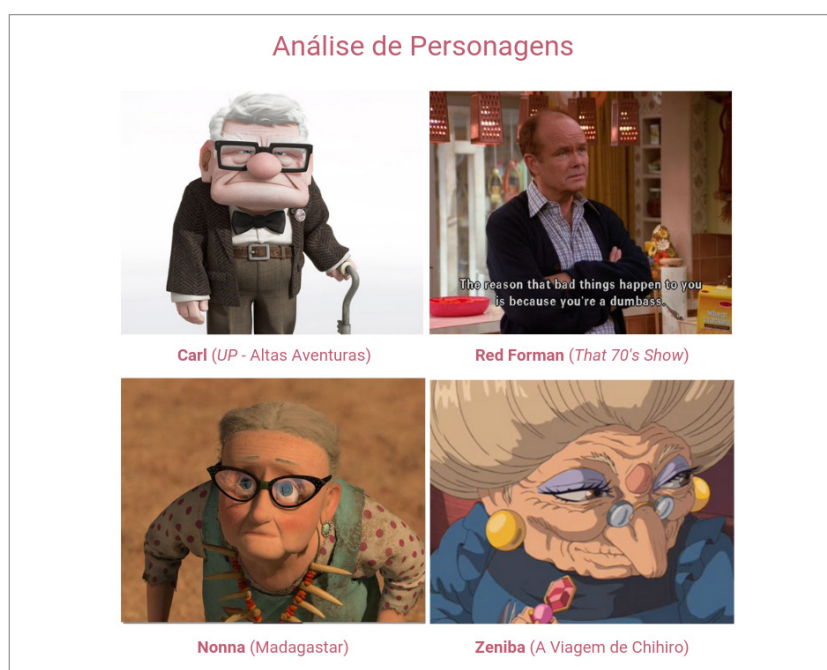 Análise de Personagens
The reason that bad things happen to you
is because you're a dumbass.
Carl (UP - Altas Aventuras)
Red Forman (That 70's Show)
Nonna (Madagastar)
Zeniba (A Viagem de Chihiro)